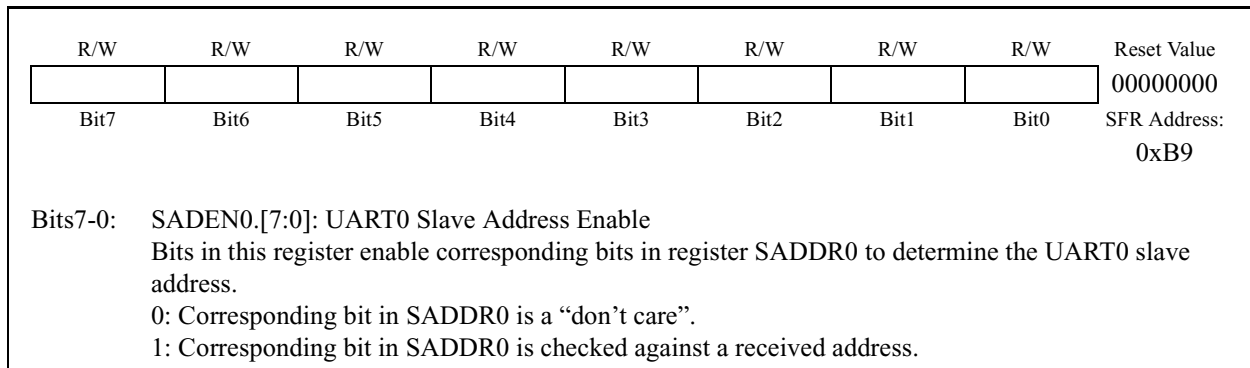 R/W R/W R/W R/W R/W R/W R/W R/W Reset Value
00000000
Bit7 Bit6 Bit5 Bit4 Bit3 Bit2 Bit1 Bit0 SFR Address:
0xB9
Bits7-0: SADEN0.[7:0]: UART0 Slave Address Enable
Bits in this register enable corresponding bits in register SADDR0 to determine the UART0 slave
address.
0: Corresponding bit in SADDR0 is a “don’t care”.
1: Corresponding bit in SADDR0 is checked against a received address.